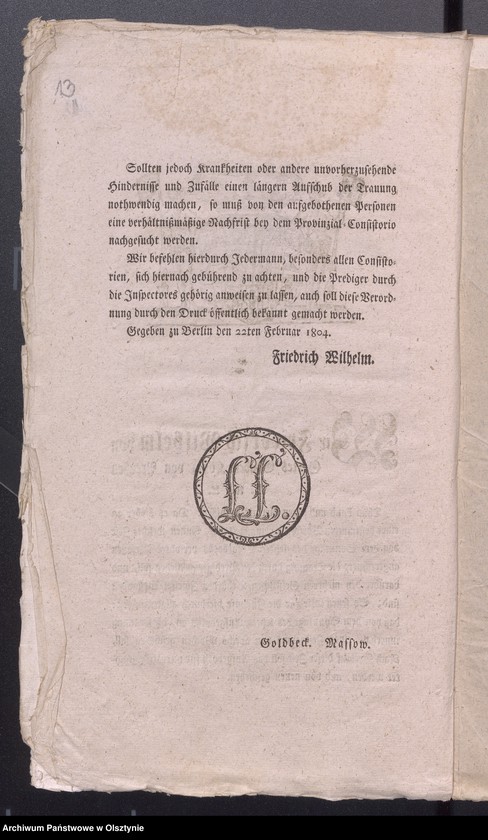 13
Sollten jedoch Krankheiten oder andere unvorherzusehende
Hindernisse und Zufälle einen längern Aufschub der Trauung
nothwendig machen, so muß von den aufgebothenen Personen
eine verhältnißmäßige Nachfrist bey dem Provinzial-Consistorio
nachgesucht werden.
Wir befehlen hierdurch Jedermann, besonders allen Consisto-
rien, sich hiernach gebührend zu achten, und die Prediger durch
die Inspectores gehörig anweisen zu lassen, auch soll diese Verord-
nung durch den Druck öffentlich bekannt gemacht werden.
Gegeben zu Berlin den 22ten Februar 1804.
Friedrich Wilhelm.
L.
Goldbeck. Massow.
Archiwum Państwowe w Olsztynie